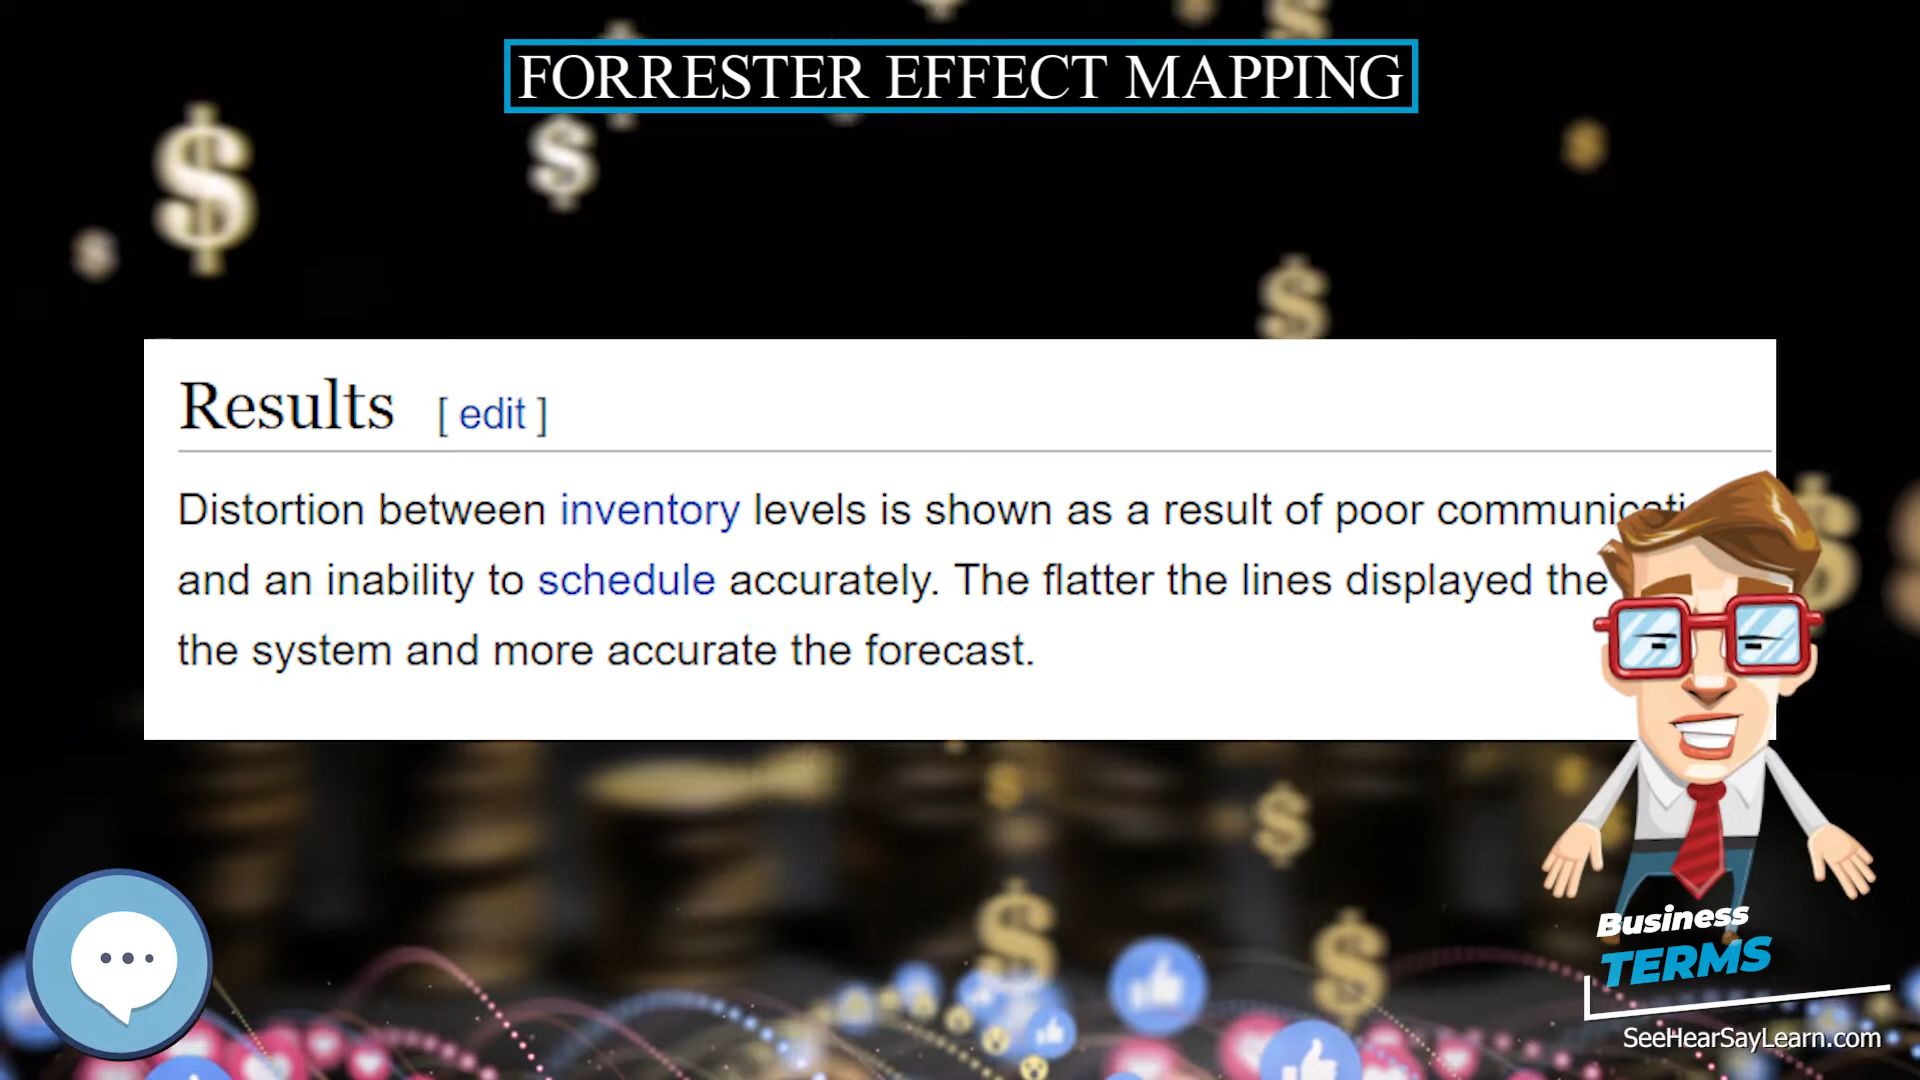 FORRESTER EFFECT MAPPING
Results [ edit ]
Distortion between inventory levels is shown as a result of poor
and an inability to schedule accurately. The flatter the lines displayed the
the system and more accurate the forecast.
Business
TERMS
SeeHearSayLearn.com